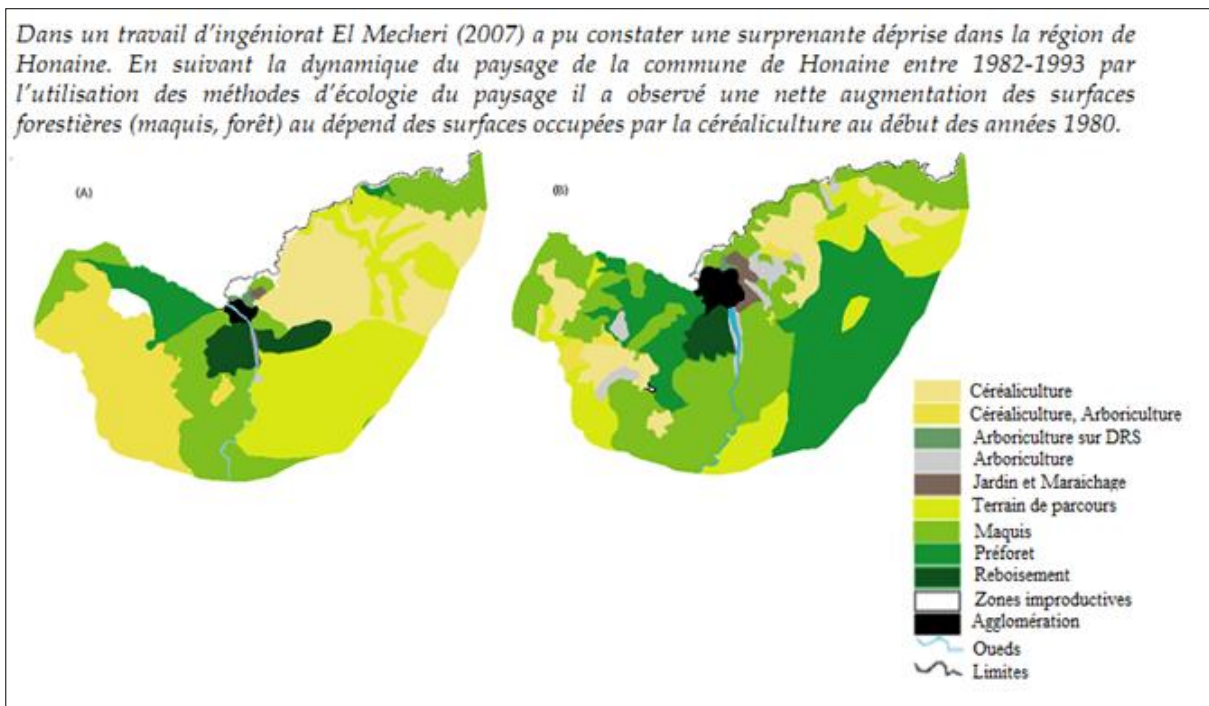 Dans un travail d'ingéniorat El Mecheri (2007) a pu constater une surprenante déprise dans la région de
Honaine. En suivant la dynamique du paysage de la commune de Honaine entre 1982-1993 par
l'utilisation des méthodes d'écologie du paysage il a observé une nette augmentation des surfaces
forestières (maquis, forêt) au dépend des surfaces occupées par la céréaliculture au début des années 1980.
(A)
(B)
Céréaliculture
Céréaliculture, Arboriculture
Arboriculture sur DRS
Arboriculture
Jardin et Maraichage
Terrain de parcours
Maquis
Préforet
Reboisement
Zones improductives
Agglomération
Oueds
Limites